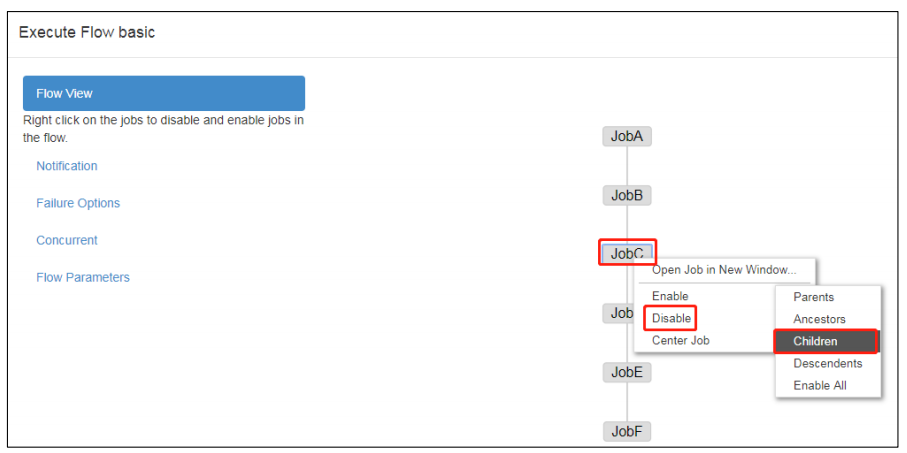 Execute Flow basic
Flow View
Right click on the jobs to disable and enable jobs in
the flow.
Notification
Failure Options
Concurrent
Flow Parameters
JobA
JobB
JobC
Open Job in New Window...
Enable
Disable
Center Job
Parents
Ancestors
Children
Descendents
Enable All
Job
JobE
JobF